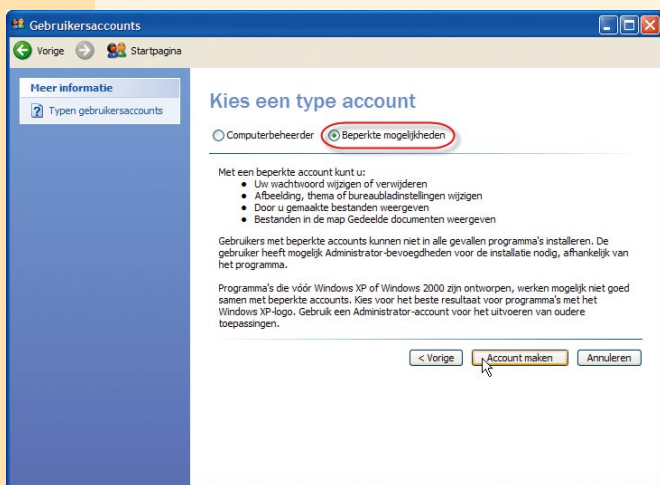 Gebruikersaccounts
Vorige
Startpagina
Meer informatie
Typen gebruikersaccounts
Kies een type account
Computerbeheerder
Beperkte mogelijkheden
Met een beperkte account kunt u:
• Uw wachtwoord wijzigen of verwijderen
• Afbeelding, thema of bureaubladinstellingen wijzigen
• Door u gemaakte bestanden weergeven
• Bestanden in de map Gedeelde documenten weergeven
Gebruikers met beperkte accounts kunnen niet in alle gevallen programma's installeren. De
gebruiker heeft mogelijk Administrator-bevoegdheden voor de installatie nodig, afhankelijk van
het programma.
Programma's die vóór Windows XP of Windows 2000 zijn ontworpen, werken mogelijk niet goed
samen met beperkte accounts. Kies voor het beste resultaat voor programma's met het
Windows XP-logo. Gebruik een Administrator-account voor het uitvoeren van oudere
toepassingen.
< Vorige
Account maken
Annuleren